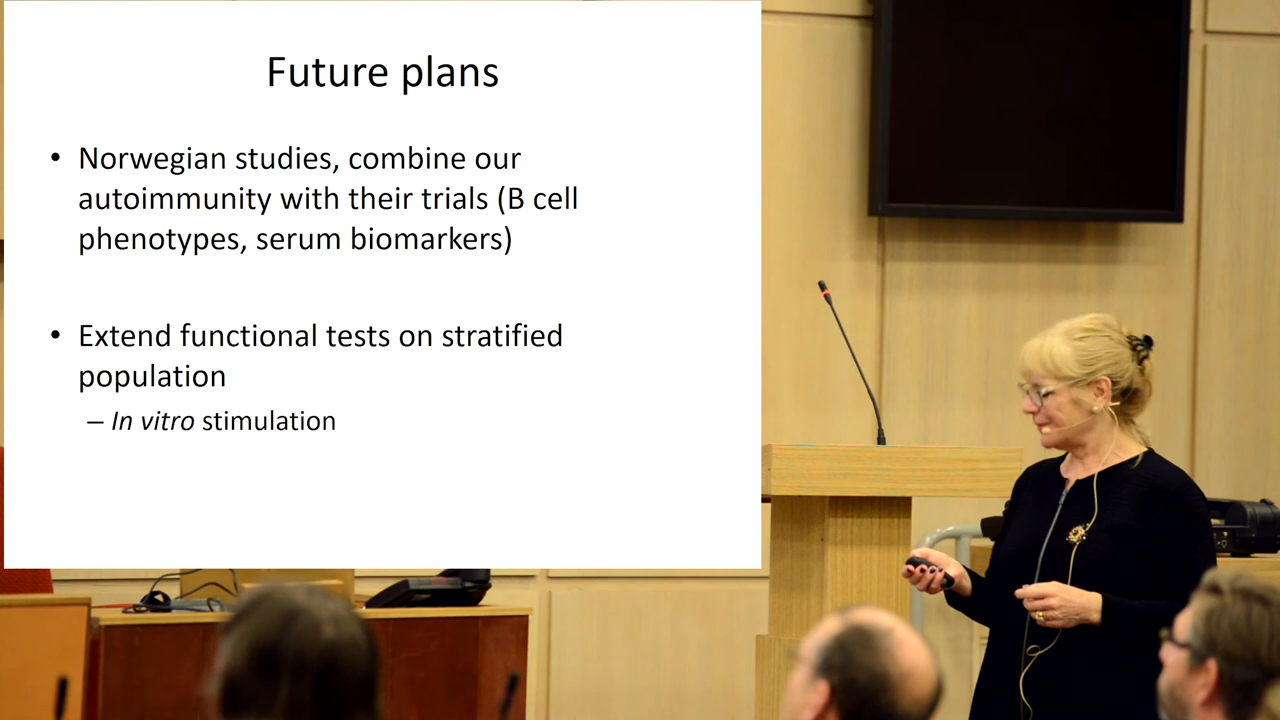 Future plans
• Norwegian studies, combine our
autoimmunity with their trials (B cell
phenotypes, serum biomarkers)
• Extend functional tests on stratified
population
– In vitro stimulation